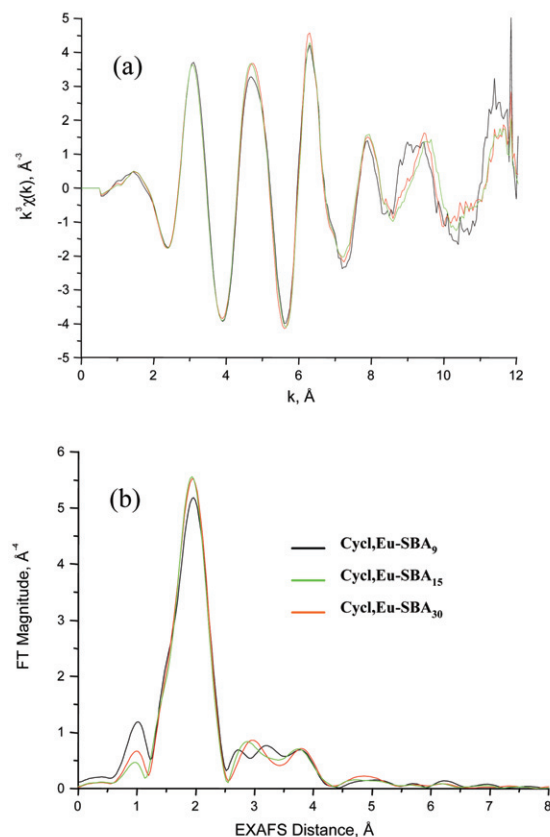 (a)
k³χ(k), Å⁻³
5
4
3
2
1
0
-1
-2
-3
-4
-5
0 2 4 6 8 10 12
k, Å
(b)
FT Magnitude, Å⁻⁴
6
5
4
3
2
1
0
Cycl,Eu-SBA₉
Cycl,Eu-SBA₁₅
Cycl,Eu-SBA₃₀
0 1 2 3 4 5 6 7 8
EXAFS Distance, Å